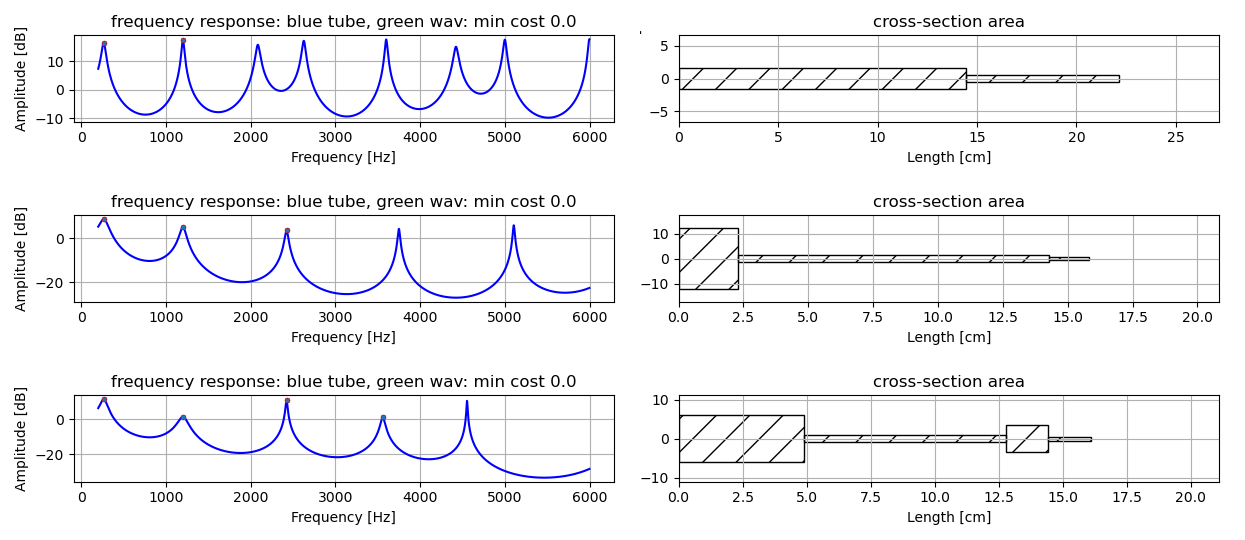 frequency response: blue tube, green wav: min cost 0.0
Amplitude [dB]
10
0
−10
0 1000 2000 3000 4000 5000 6000
Frequency [Hz]
cross-section area
5
0
−5
0 5 10 15 20 25
Length [cm]
frequency response: blue tube, green wav: min cost 0.0
Amplitude [dB]
0
−20
0 1000 2000 3000 4000 5000 6000
Frequency [Hz]
cross-section area
10
0
−10
0.0 2.5 5.0 7.5 10.0 12.5 15.0 17.5 20.0
Length [cm]
frequency response: blue tube, green wav: min cost 0.0
Amplitude [dB]
0
−20
0 1000 2000 3000 4000 5000 6000
Frequency [Hz]
cross-section area
10
0
−10
0.0 2.5 5.0 7.5 10.0 12.5 15.0 17.5 20.0
Length [cm]